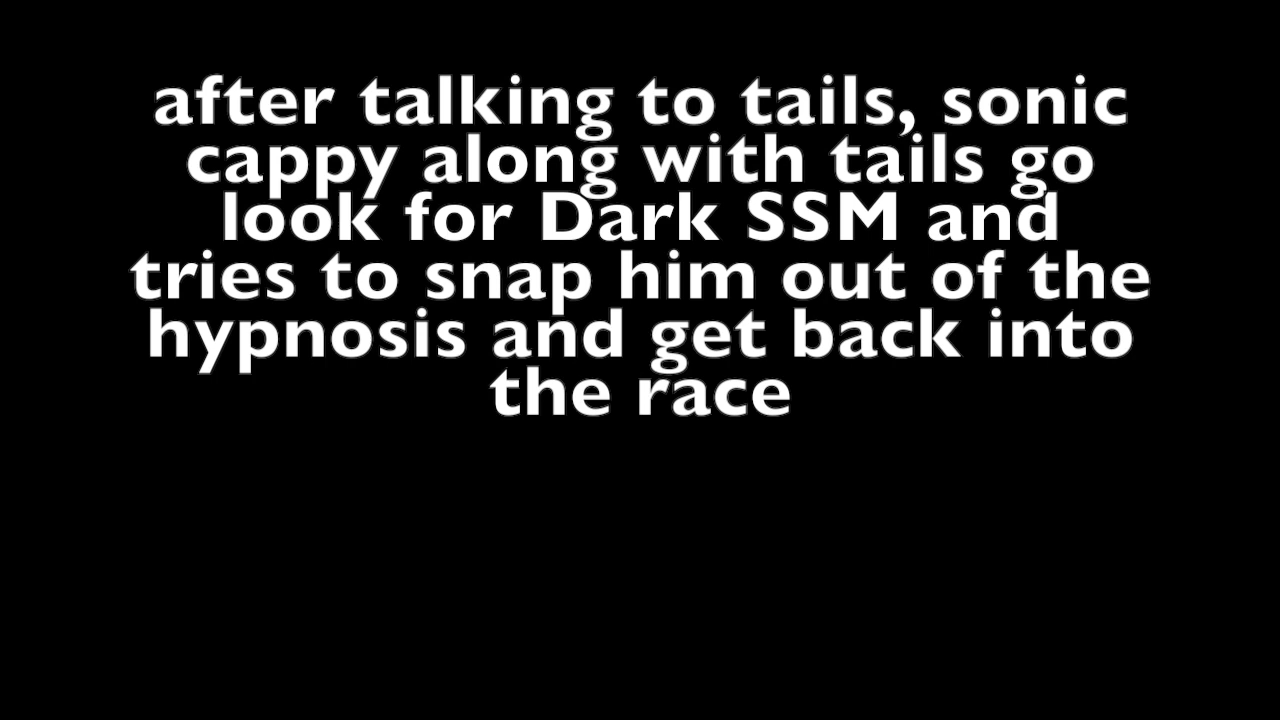 after talking to tails, sonic
cappy along with tails go
look for Dark SSM and
tries to snap him out of the
hypnosis and get back into
the race